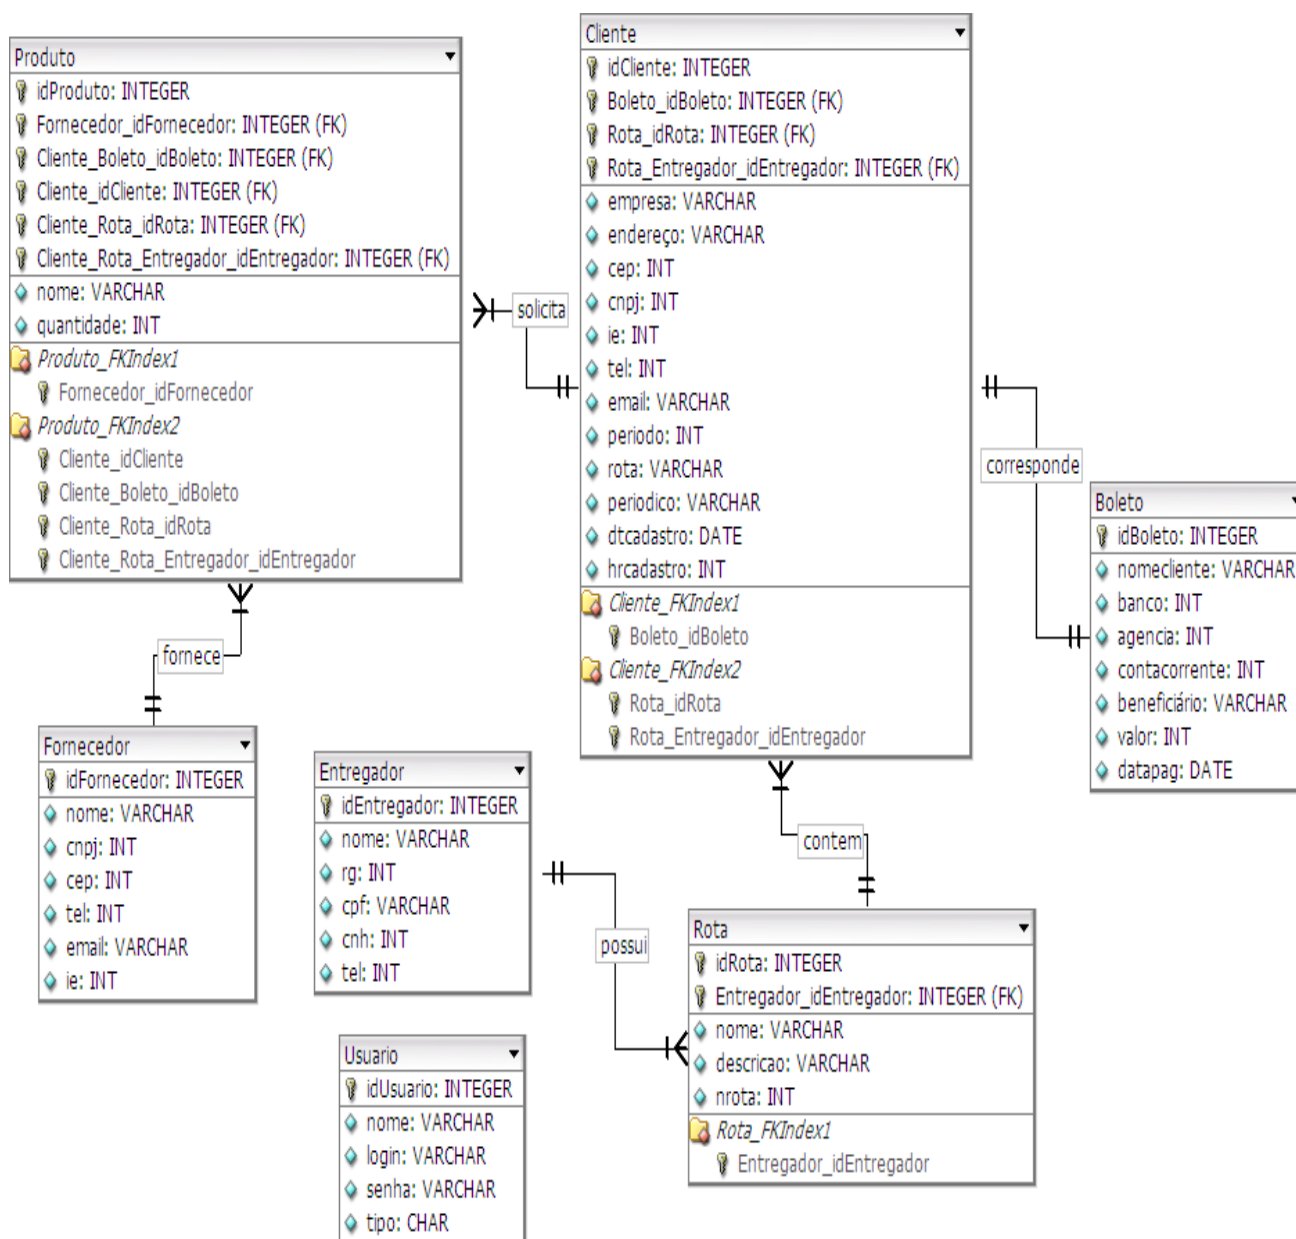 Produto
idProduto: INTEGER
Fornecedor_idFornecedor: INTEGER (FK)
Cliente_Boleto_idBoleto: INTEGER (FK)
Cliente_idCliente: INTEGER (FK)
Cliente_Rota_idRota: INTEGER (FK)
Cliente_Rota_Entregador_idEntregador: INTEGER (FK)
nome: VARCHAR
quantidade: INT
Produto_FKIndex1
Fornecedor_idFornecedor
Produto_FKIndex2
Cliente_idCliente
Cliente_Boleto_idBoleto
Cliente_Rota_idRota
Cliente_Rota_Entregador_idEntregador
solicita
Cliente
idCliente: INTEGER
Boleto_idBoleto: INTEGER (FK)
Rota_idRota: INTEGER (FK)
Rota_Entregador_idEntregador: INTEGER (FK)
empresa: VARCHAR
endereço: VARCHAR
cep: INT
cnpj: INT
ie: INT
tel: INT
email: VARCHAR
periodo: INT
rota: VARCHAR
periodico: VARCHAR
dtcadastro: DATE
hrcadastro: INT
Cliente_FKIndex1
Boleto_idBoleto
Cliente_FKIndex2
Rota_idRota
Rota_Entregador_idEntregador
corresponde
Boleto
idBoleto: INTEGER
nomecliente: VARCHAR
banco: INT
agencia: INT
contacorrente: INT
beneficiário: VARCHAR
valor: INT
datapag: DATE
fornece
Fornecedor
idFornecedor: INTEGER
nome: VARCHAR
cnpj: INT
cep: INT
tel: INT
email: VARCHAR
ie: INT
Entregador
idEntregador: INTEGER
nome: VARCHAR
rg: INT
cpf: VARCHAR
cnh: INT
tel: INT
possui
contem
Rota
idRota: INTEGER
Entregador_idEntregador: INTEGER (FK)
nome: VARCHAR
descricao: VARCHAR
nrota: INT
Rota_FKIndex1
Entregador_idEntregador
Usuario
idUsuario: INTEGER
nome: VARCHAR
login: VARCHAR
senha: VARCHAR
tipo: CHAR